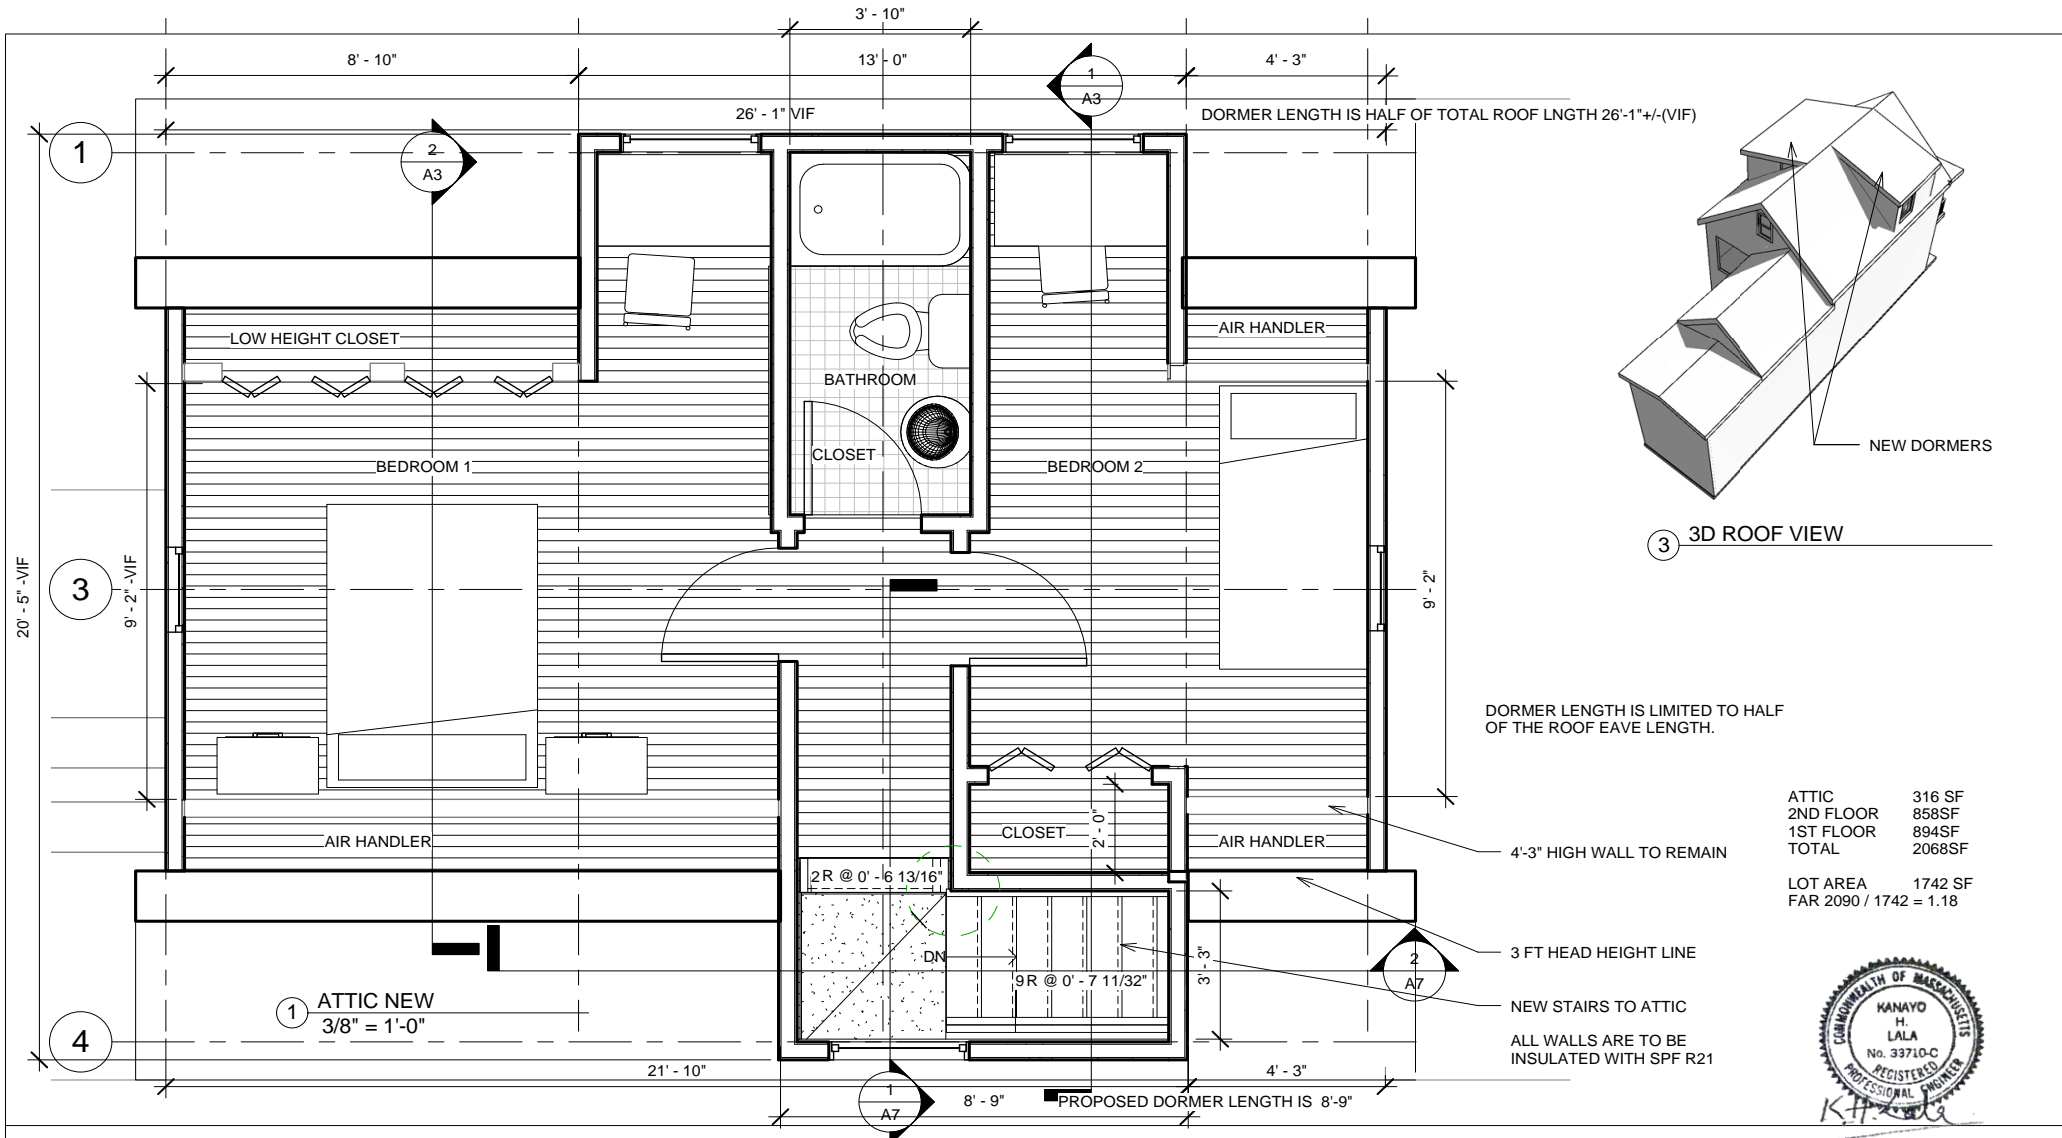 3' - 10"
8' - 10"
13' - 0"
4' - 3"
1
A3
26' - 1" VIF
DORMER LENGTH IS HALF OF TOTAL ROOF LNGTH 26'-1"+/-(VIF)
1
2
A3
LOW HEIGHT CLOSET
AIR HANDLER
BATHROOM
CLOSET
BEDROOM 1
BEDROOM 2
NEW DORMERS
3 3D ROOF VIEW
20' - 5" -VIF
3
9' - 2" -VIF
9' - 2"
DORMER LENGTH IS LIMITED TO HALF
OF THE ROOF EAVE LENGTH.
ATTIC 316 SF
2ND FLOOR 858SF
1ST FLOOR 894SF
TOTAL 2068SF
LOT AREA 1742 SF
FAR 2090 / 1742 = 1.18
AIR HANDLER
CLOSET
2' - 0"
AIR HANDLER
4'-3" HIGH WALL TO REMAIN
2R @ 0' - 6 13/16"
DN
9R @ 0' - 7 11/32"
3' - 3"
2
A7
3 FT HEAD HEIGHT LINE
NEW STAIRS TO ATTIC
ALL WALLS ARE TO BE
INSULATED WITH SPF R21
1 ATTIC NEW
3/8" = 1'-0"
4
21' - 10"
4' - 3"
1
A7
8' - 9"
PROPOSED DORMER LENGTH IS 8'-9"
COMMONWEALTH OF MASSACHUSETTS
KANAYO
H.
LALA
No. 33710-C
REGISTERED
PROFESSIONAL ENGINEER
K.H. Lala